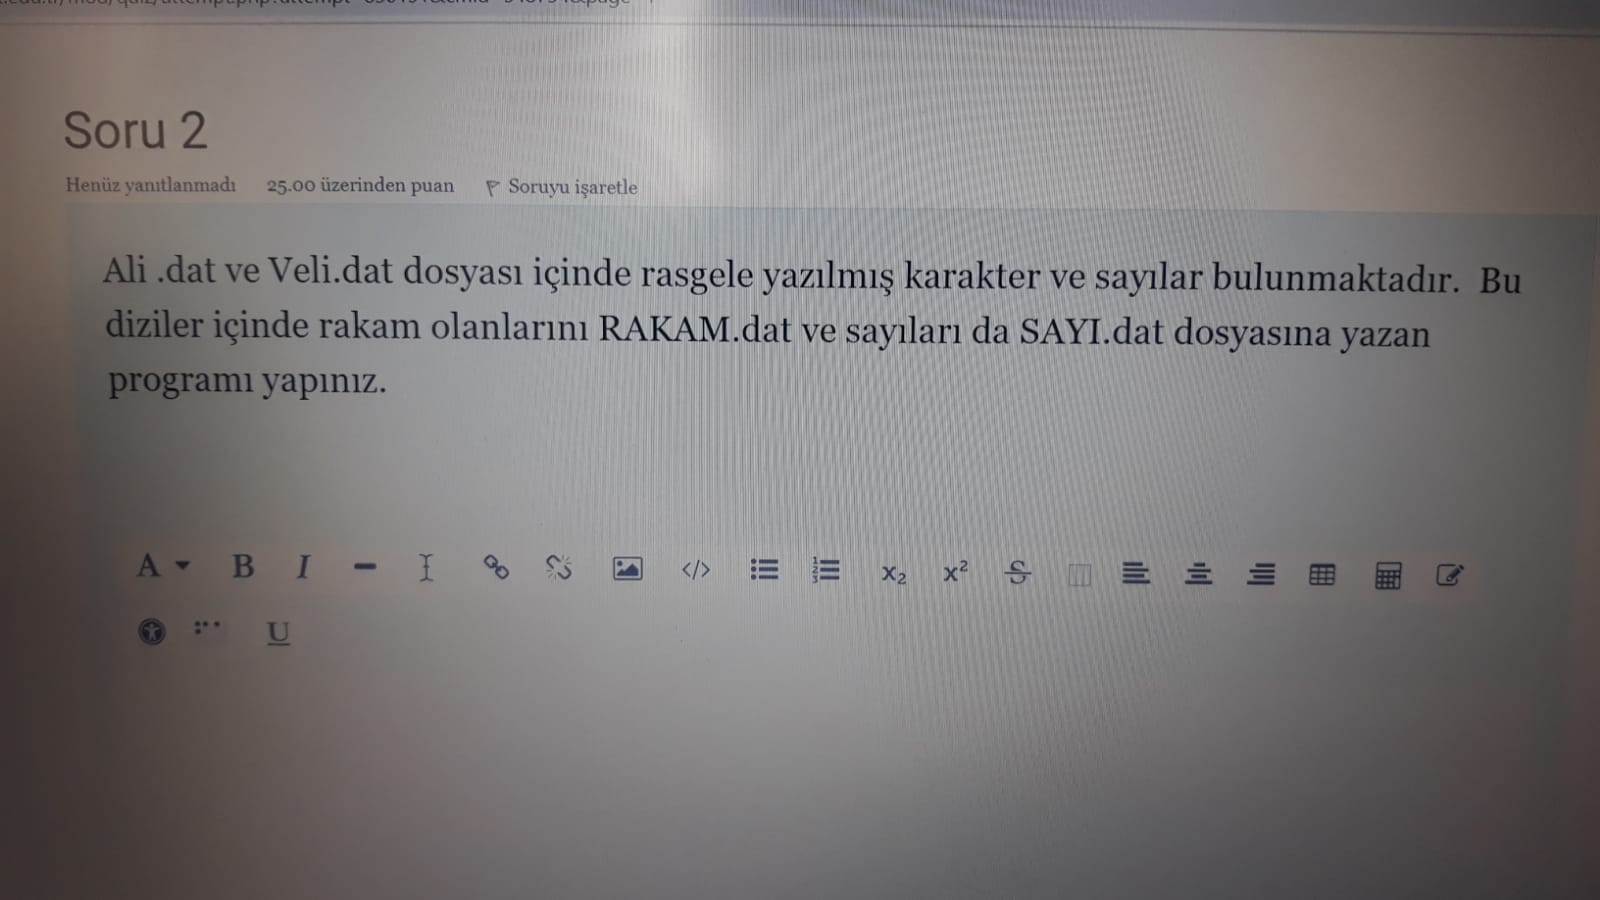 Soru 2
Henüz yanıtlanmadı 25.00 üzerinden puan Soruyu işaretle
Ali .dat ve Veli.dat dosyası içinde rasgele yazılmış karakter ve sayılar bulunmaktadır. Bu
diziler içinde rakam olanlarını RAKAM.dat ve sayıları da SAYI.dat dosyasına yazan
programı yapınız.
A B I </> x₂ x² S
U